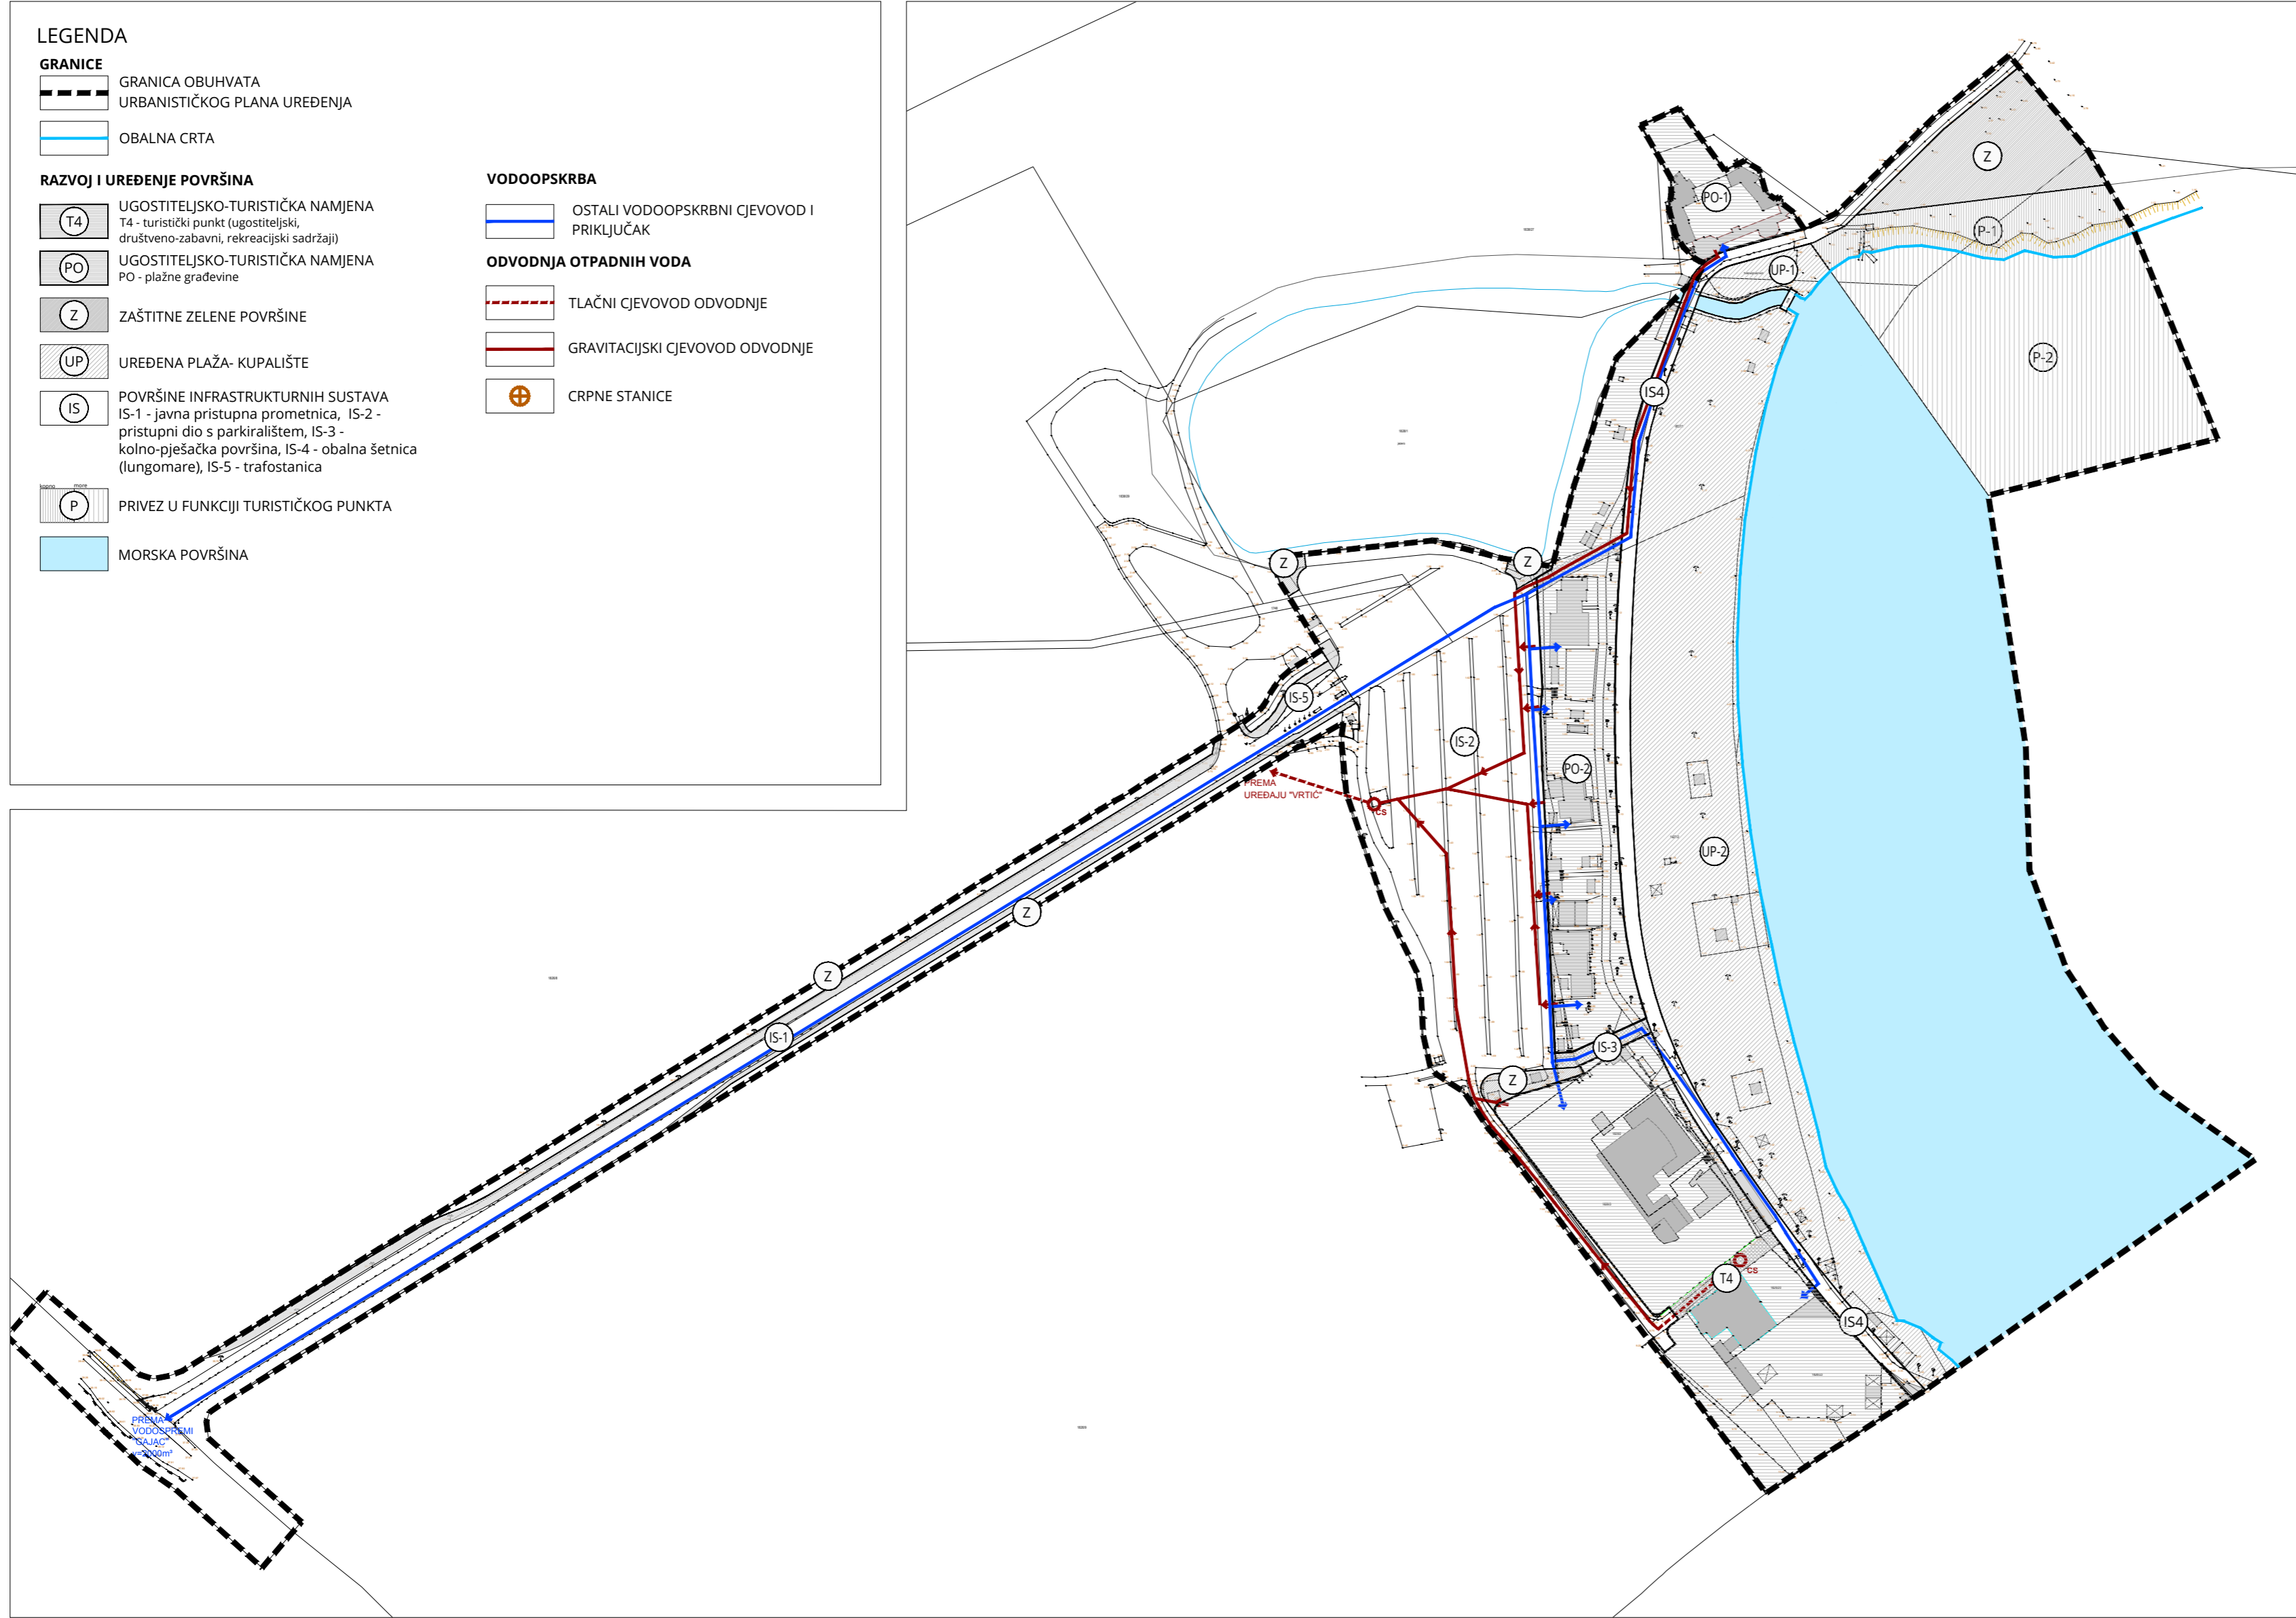 LEGENDA
GRANICE
GRANICA OBUHVATA
URBANISTIČKOG PLANA UREĐENJA
OBALNA CRTA
RAZVOJ I UREĐENJE POVRŠINA
T4
UGOSTITELJSKO-TURISTIČKA NAMJENA
T4 - turistički punkt (ugostiteljski,
društveno-zabavni, rekreacijski sadržaji)
PO
UGOSTITELJSKO-TURISTIČKA NAMJENA
PO - plažne građevine
Z
ZAŠTITNE ZELENE POVRŠINE
UP
UREĐENA PLAŽA- KUPALIŠTE
IS
POVRŠINE INFRASTRUKTURNIH SUSTAVA
IS-1 - javna pristupna prometnica, IS-2 -
pristupni dio s parkiralištem, IS-3 -
kolno-pješačka površina, IS-4 - obalna šetnica
(lungomare), IS-5 - trafostanica
kopno more
P
PRIVEZ U FUNKCIJI TURISTIČKOG PUNKTA
MORSKA POVRŠINA
VODOOPSKRBA
OSTALI VODOOPSKRBNI CJEVOVOD I
PRIKLJUČAK
ODVODNJA OTPADNIH VODA
TLAČNI CJEVOVOD ODVODNJE
GRAVITACIJSKI CJEVOVOD ODVODNJE
CRPNE STANICE
Z
PO-1
P-1
UP-1
P-2
IS4
Z
Z
IS-5
IS-2
PO-2
PREMA
UREĐAJU "VRTIĆ"
CS
UP-2
Z
Z
IS-1
IS-3
Z
CS
T4
IS4
PREMA
VODOSPREMI
"GAJAC"
v=2000m³